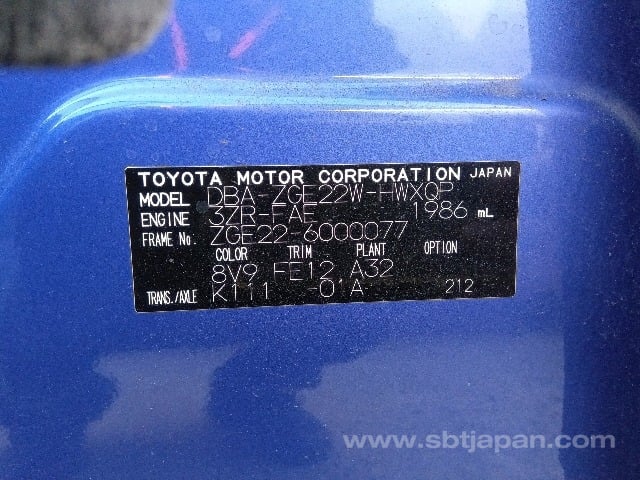 TOYOTA MOTOR CORPORATION JAPAN
MODEL DBA-ZGE22W-HWXQP
ENGINE 3ZR-FAE 1986 mL
FRAME No. ZGE22-6000077
COLOR TRIM PLANT OPTION
8V9 FE12 A32
TRANS./AXLE K111 -01A 212
www.sbtjapan.com